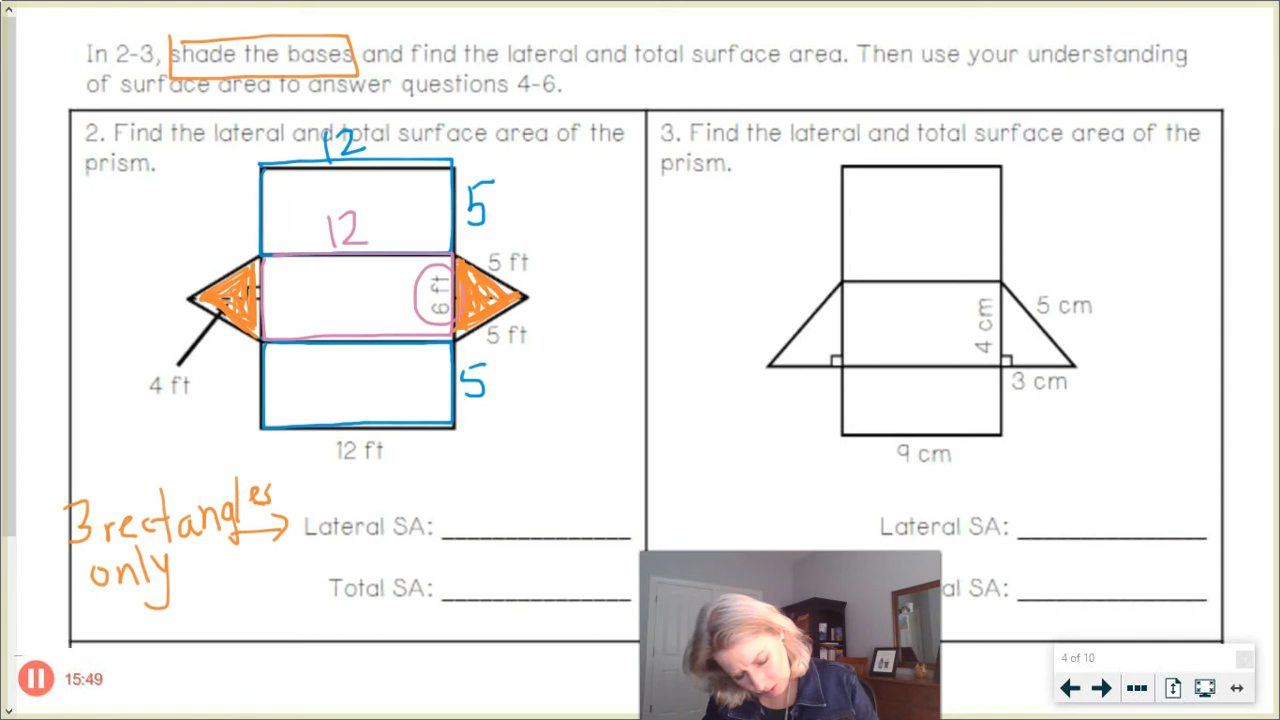 In 2-3, shade the bases and find the lateral and total surface area. Then use your understanding
of surface area to answer questions 4-6.
2. Find the lateral and total surface area of the
prism.
12
5
12
5 ft
6 ft
5 ft
4 ft
5
12 ft
3 rectangles
only
Lateral SA: _______________
Total SA: _______________
3. Find the lateral and total surface area of the
prism.
4 cm
5 cm
3 cm
9 cm
Lateral SA: _______________
al SA: _______________
15:49
4 of 10